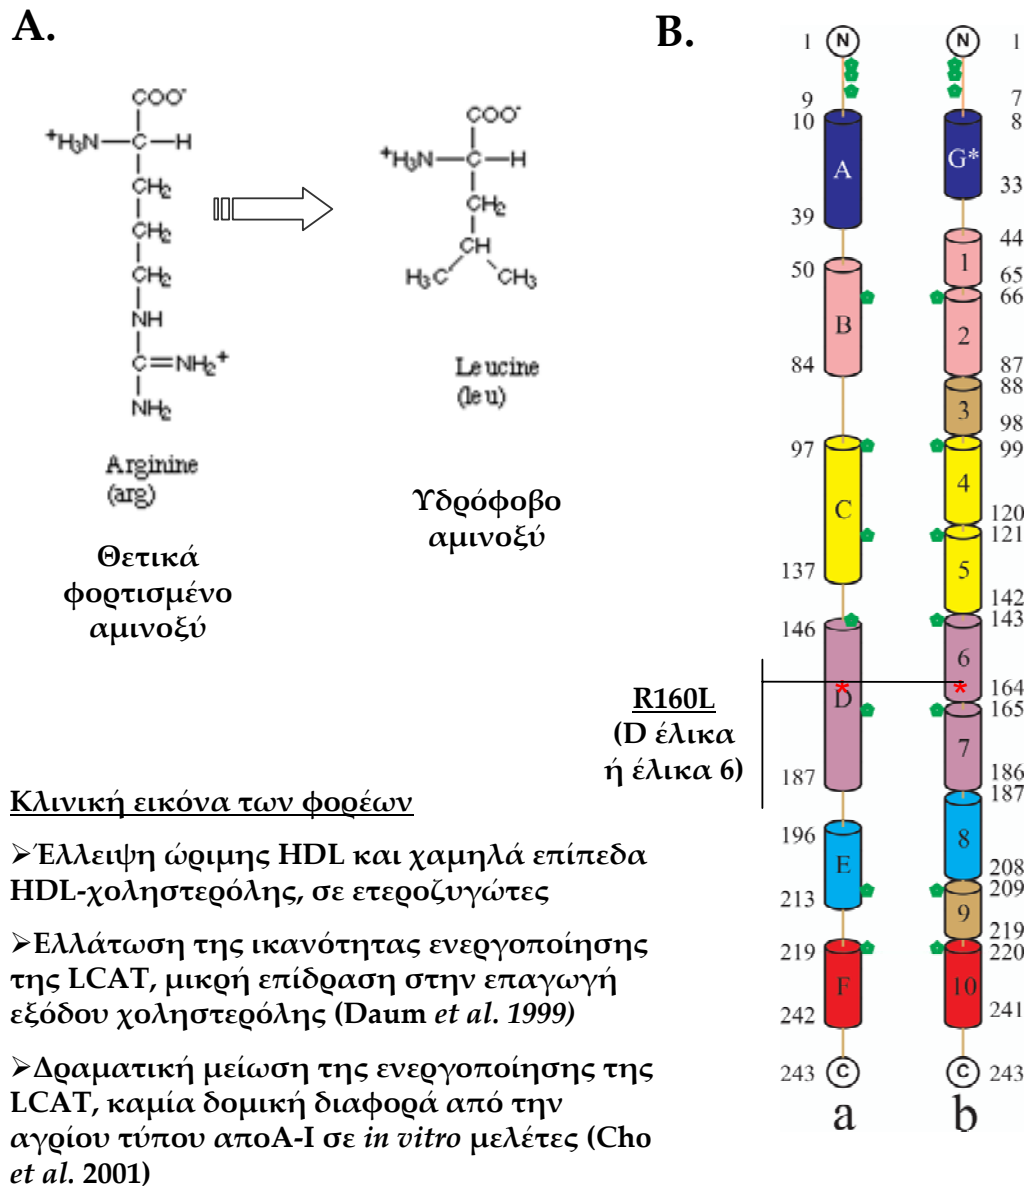 A.
COO⁻
⁺H₃N—C—H
CH₂
CH₂
CH₂
NH
C=NH₂⁺
NH₂
Arginine
(arg)
Θετικά
φορτισμένο
αμινοξύ
COO⁻
⁺H₃N—C—H
CH₂
CH
H₃C CH₃
Leucine
(leu)
Υδρόφοβο
αμινοξύ
Κλινική εικόνα των φορέων
➢Έλλειψη ώριμης HDL και χαμηλά επίπεδα
HDL-χοληστερόλης, σε ετεροζυγώτες
➢Ελλάτωση της ικανότητας ενεργοποίησης
της LCAT, μικρή επίδραση στην επαγωγή
εξόδου χοληστερόλης (Daum et al. 1999)
➢Δραματική μείωση της ενεργοποίησης της
LCAT, καμία δομική διαφορά από την
αγρίου τύπου αποΑ-Ι σε in vitro μελέτες (Cho
et al. 2001)
B.
R160L
(D έλικα
ή έλικα 6)
1 N
9
10
A
39
50
B
84
97
C
137
146
*
D
187
196
E
213
219
F
242
243 C
a
N 1
7
8
G*
33
44
1
65
66
2
87
88
3
98
99
4
120
121
5
142
143
6
* 164
165
7
186
187
8
208
209
9
219
220
10
241
C 243
b